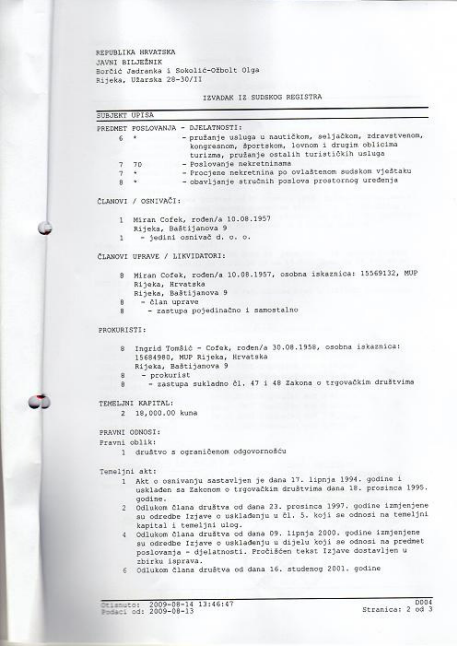 REPUBLIKA HRVATSKA
JAVNI BILJEŽNIK
Borčić Jadranka i Sokolić-Ožbolt Olga
Rijeka, Užarska 28-30/II
IZVADAK IZ SUDSKOG REGISTRA
SUBJEKT UPISA
PREDMET POSLOVANJA - DJELATNOSTI:
6 * - pružanje usluga u nautičkom, seljačkom, zdravstvenom,
kongresnom, športskom, lovnom i drugim oblicima
turizma, pružanje ostalih turističkih usluga
7 70 - Poslovanje nekretninama
7 * - Procjene nekretnina po ovlaštenom sudskom vještaku
8 * - obavljanje stručnih poslova prostornog uređenja
ČLANOVI / OSNIVAČI:
1 Miran Cofek, rođen/a 10.08.1957
Rijeka, Baštijanova 9
1 - jedini osnivač d. o. o.
ČLANOVI UPRAVE / LIKVIDATORI:
8 Miran Cofek, rođen/a 10.08.1957, osobna iskaznica: 15569132, MUP
Rijeka, Hrvatska
Rijeka, Baštijanova 9
8 - član uprave
8 - zastupa pojedinačno i samostalno
PROKURISTI:
8 Ingrid Tomšić - Cofek, rođen/a 30.08.1958, osobna iskaznica:
15684980, MUP Rijeka, Hrvatska
Rijeka, Baštijanova 9
8 - prokurist
8 - zastupa sukladno čl. 47 i 48 Zakona o trgovačkim društvima
TEMELJNI KAPITAL:
2 18,000.00 kuna
PRAVNI ODNOSI:
Pravni oblik:
1 društvo s ograničenom odgovornošću
Temeljni akt:
1 Akt o osnivanju sastavljen je dana 17. lipnja 1994. godine i
usklađen sa Zakonom o trgovačkim društvima dana 18. prosinca 1995.
godine.
2 Odlukom člana društva od dana 23. prosinca 1997. godine izmjenjene
su odredbe Izjave o usklađenju u čl. 5. koji se odnosi na temeljni
kapital i temeljni ulog.
4 Odlukom člana društva od dana 09. lipnja 2000. godine izmjenjene
su odredbe Izjave o usklađenju u dijelu koji se odnosi na predmet
poslovanja - djelatnosti. Pročišćen tekst Izjave dostavljen u
zbirku isprava.
6 Odlukom člana društva od dana 16. studenog 2001. godine
Otisnuto: 2009-08-14 13:46:47 D004
Podaci od: 2009-08-13 Stranica: 2 od 3